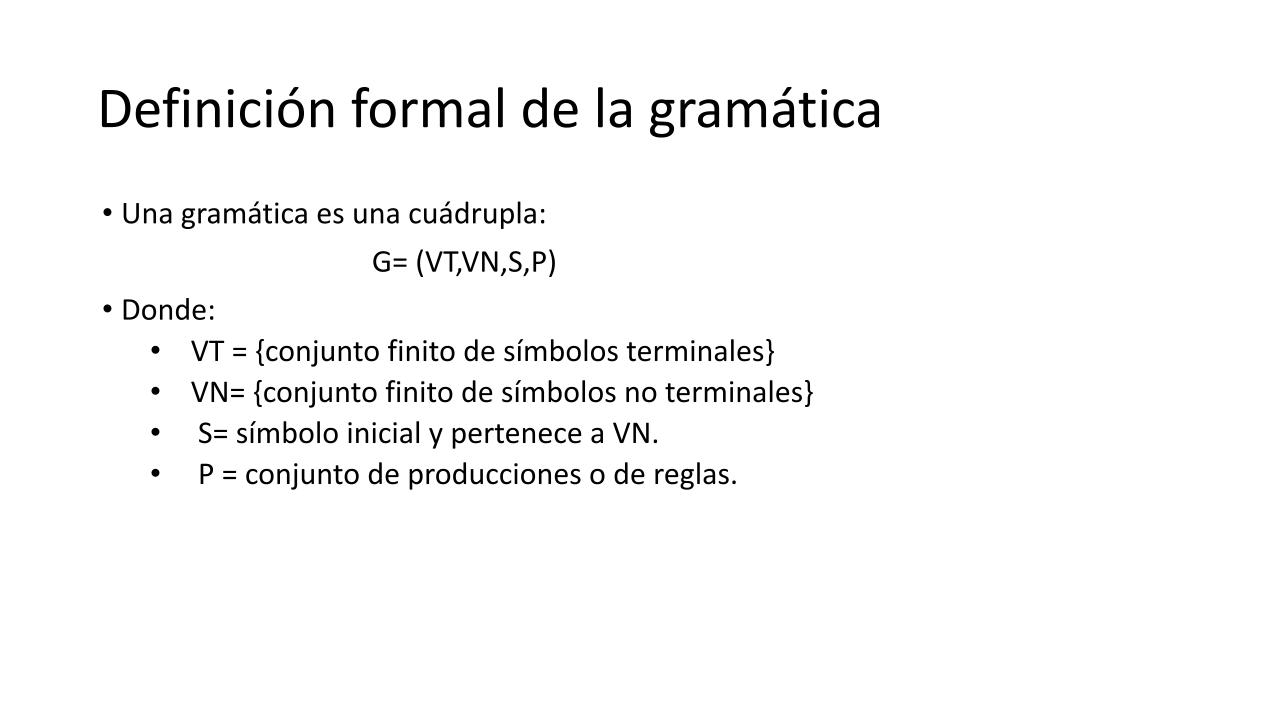 Definición formal de la gramática
• Una gramática es una cuádrupla:
G= (VT,VN,S,P)
• Donde:
• VT = {conjunto finito de símbolos terminales}
• VN= {conjunto finito de símbolos no terminales}
• S= símbolo inicial y pertenece a VN.
• P = conjunto de producciones o de reglas.